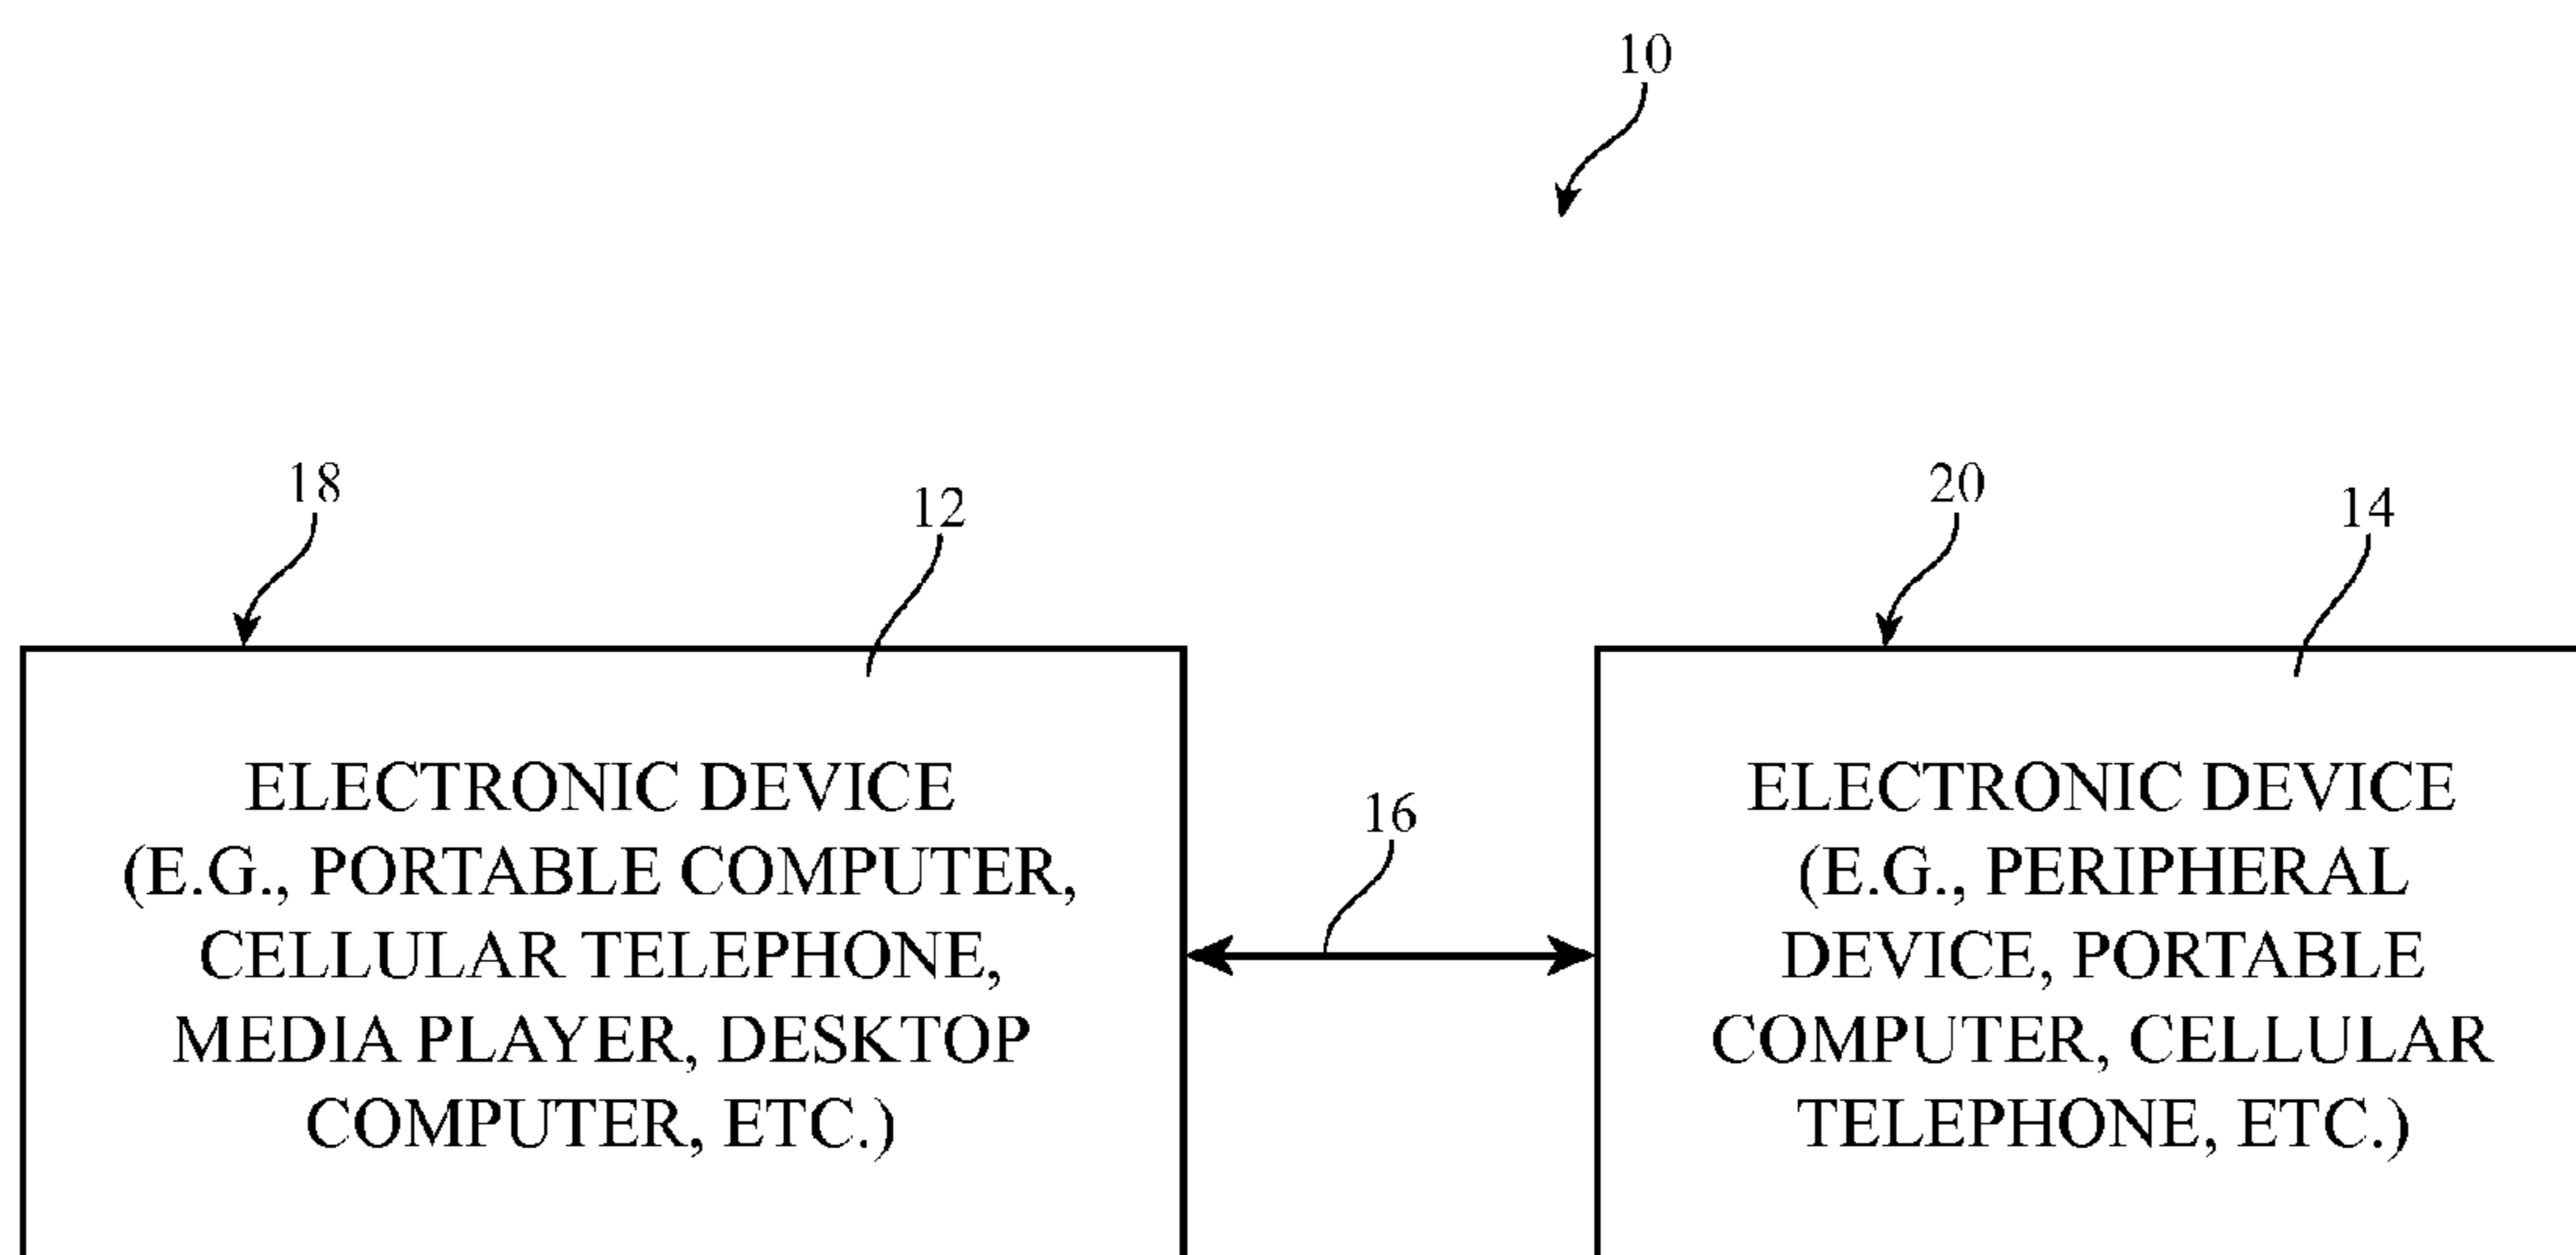 10
18
12
20
14
ELECTRONIC DEVICE
(E.G., PORTABLE COMPUTER,
CELLULAR TELEPHONE,
MEDIA PLAYER, DESKTOP
COMPUTER, ETC.)
16
ELECTRONIC DEVICE
(E.G., PERIPHERAL
DEVICE, PORTABLE
COMPUTER, CELLULAR
TELEPHONE, ETC.)